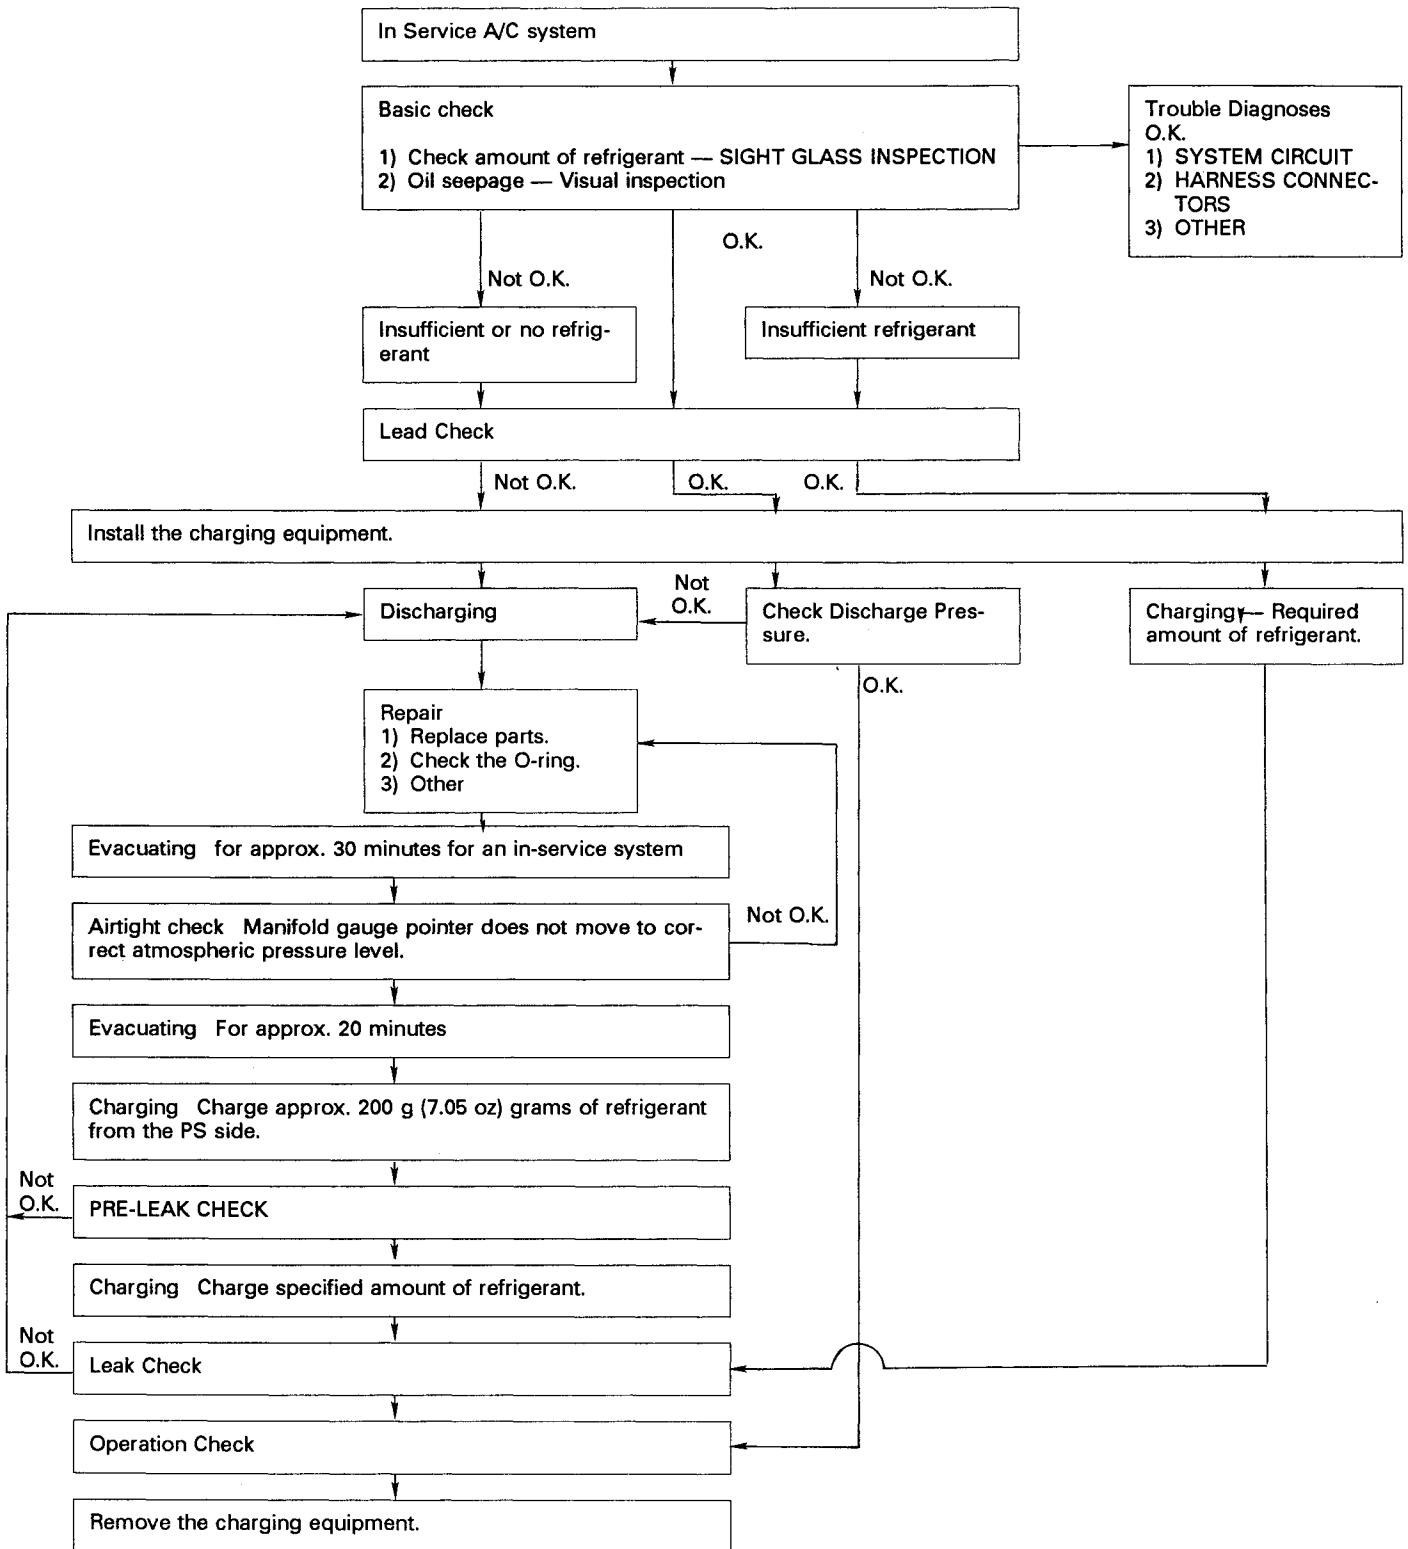 In Service A/C system
Basic check
1) Check amount of refrigerant — SIGHT GLASS INSPECTION
2) Oil seepage — Visual inspection
Trouble Diagnoses
O.K.
1) SYSTEM CIRCUIT
2) HARNESS CONNEC-
TORS
3) OTHER
O.K.
Not O.K.
Not O.K.
Insufficient or no refrig-
erant
Insufficient refrigerant
Lead Check
Not O.K.
O.K.
O.K.
Install the charging equipment.
Discharging
Not
O.K.
Check Discharge Pres-
sure.
Charging — Required
amount of refrigerant.
O.K.
Repair
1) Replace parts.
2) Check the O-ring.
3) Other
Evacuating for approx. 30 minutes for an in-service system
Airtight check Manifold gauge pointer does not move to cor-
rect atmospheric pressure level.
Not O.K.
Evacuating For approx. 20 minutes
Charging Charge approx. 200 g (7.05 oz) grams of refrigerant
from the PS side.
Not
O.K.
PRE-LEAK CHECK
Charging Charge specified amount of refrigerant.
Not
O.K.
Leak Check
Operation Check
Remove the charging equipment.